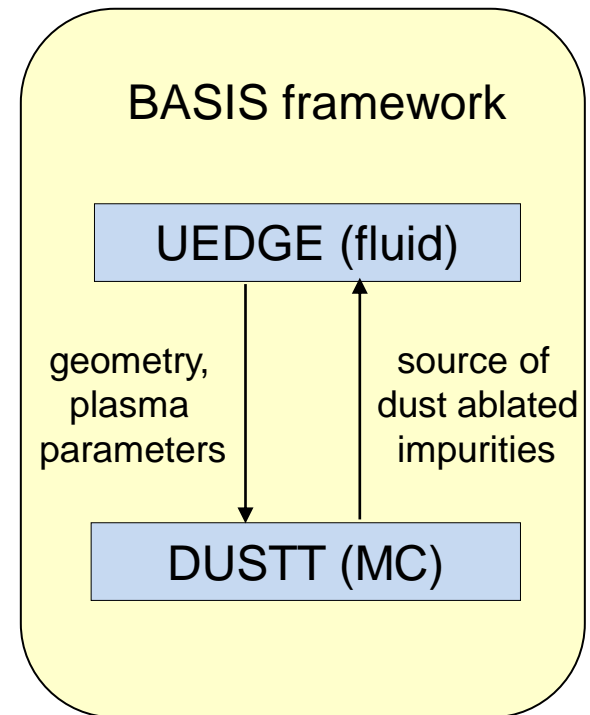 BASIS framework
UEDGE (fluid)
geometry,
plasma
parameters
source of
dust ablated
impurities
DUSTT (MC)